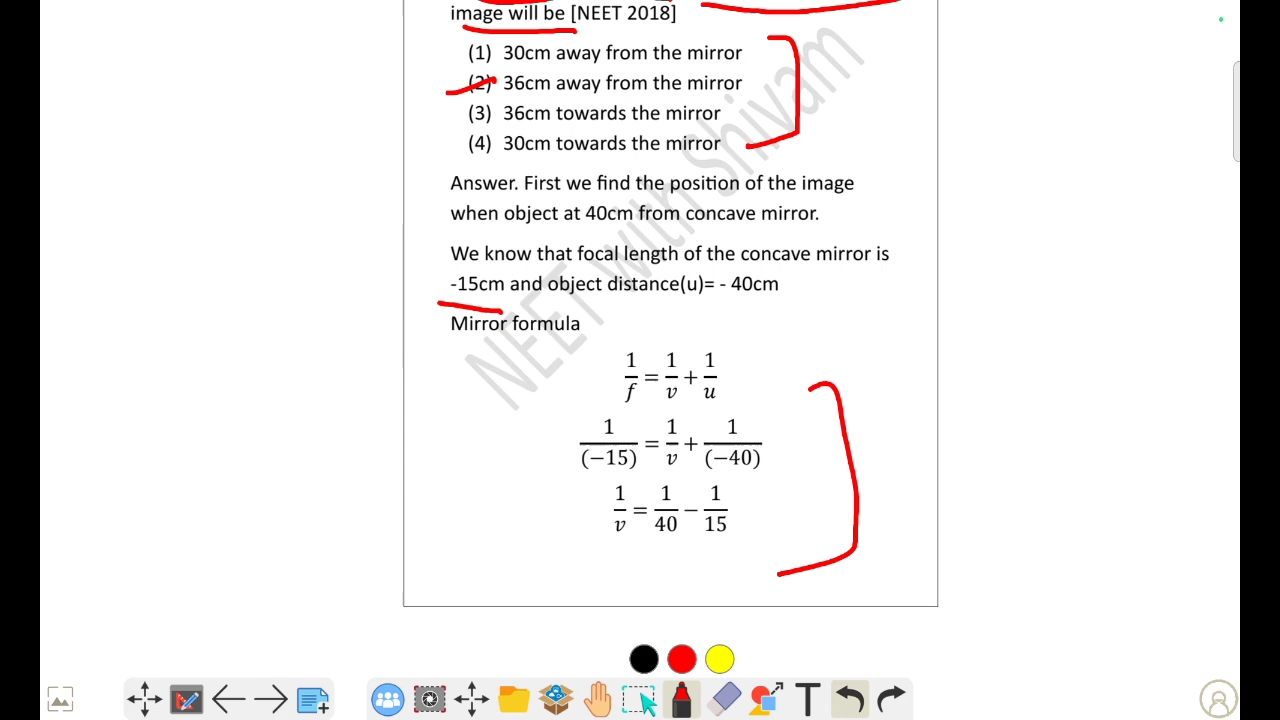 image will be [NEET 2018]
(1) 30cm away from the mirror
(2) 36cm away from the mirror
(3) 36cm towards the mirror
(4) 30cm towards the mirror
Answer. First we find the position of the image
when object at 40cm from concave mirror.
We know that focal length of the concave mirror is
-15cm and object distance(u)= - 40cm
Mirror formula
1/f = 1/v + 1/u
1/(−15) = 1/v + 1/(−40)
1/v = 1/40 − 1/15
NEET with Shivam
T